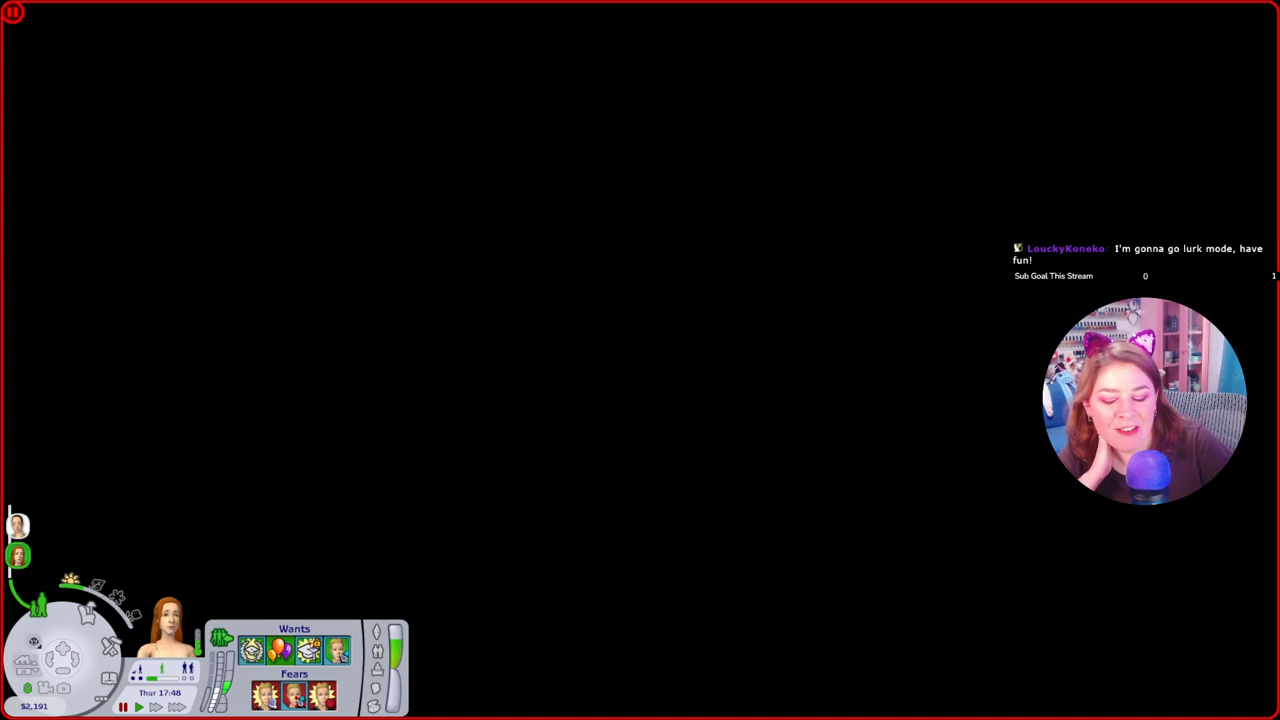 LouckyKoneko: I'm gonna go lurk mode, have
fun!
Sub Goal This Stream 0 1
Wants
Fears
Thur 17:48
$2,191